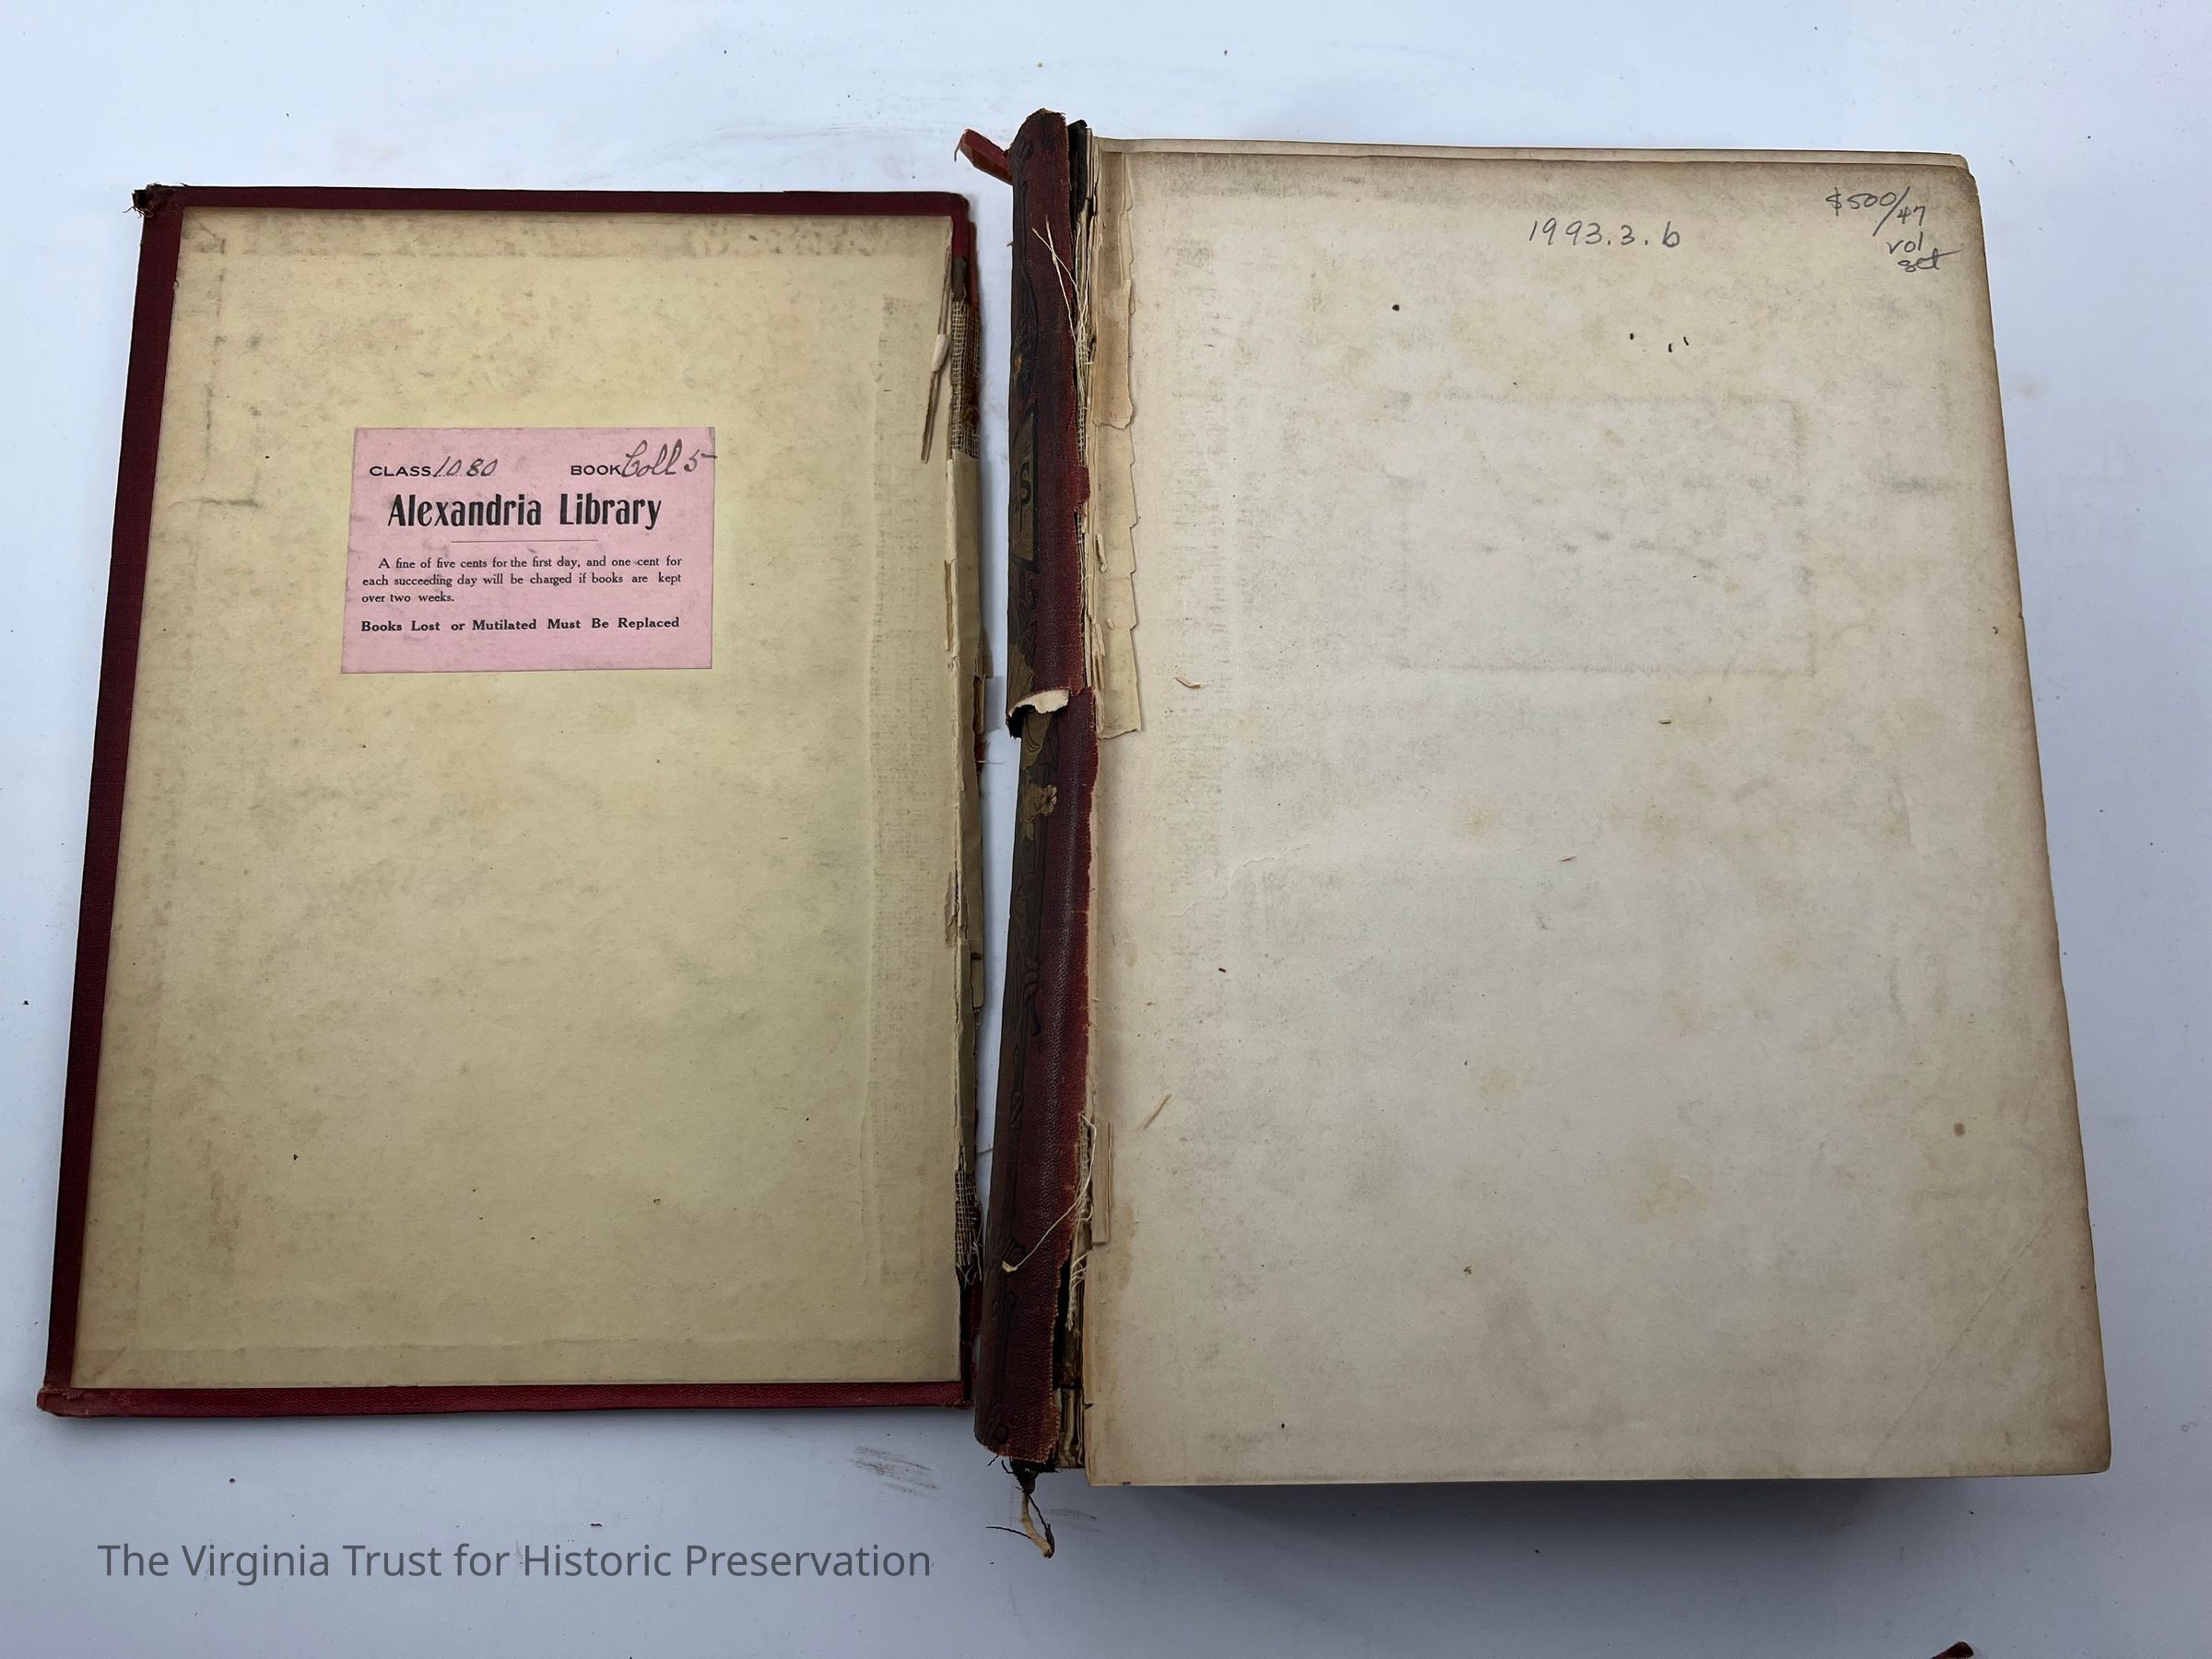 CLASS 1080 BOOK Coll 5
Alexandria Library
A fine of five cents for the first day, and one cent for
each succeeding day will be charged if books are kept
over two weeks.
Books Lost or Mutilated Must Be Replaced
S
1993.3.b
$500/47
vol
set
The Virginia Trust for Historic Preservation